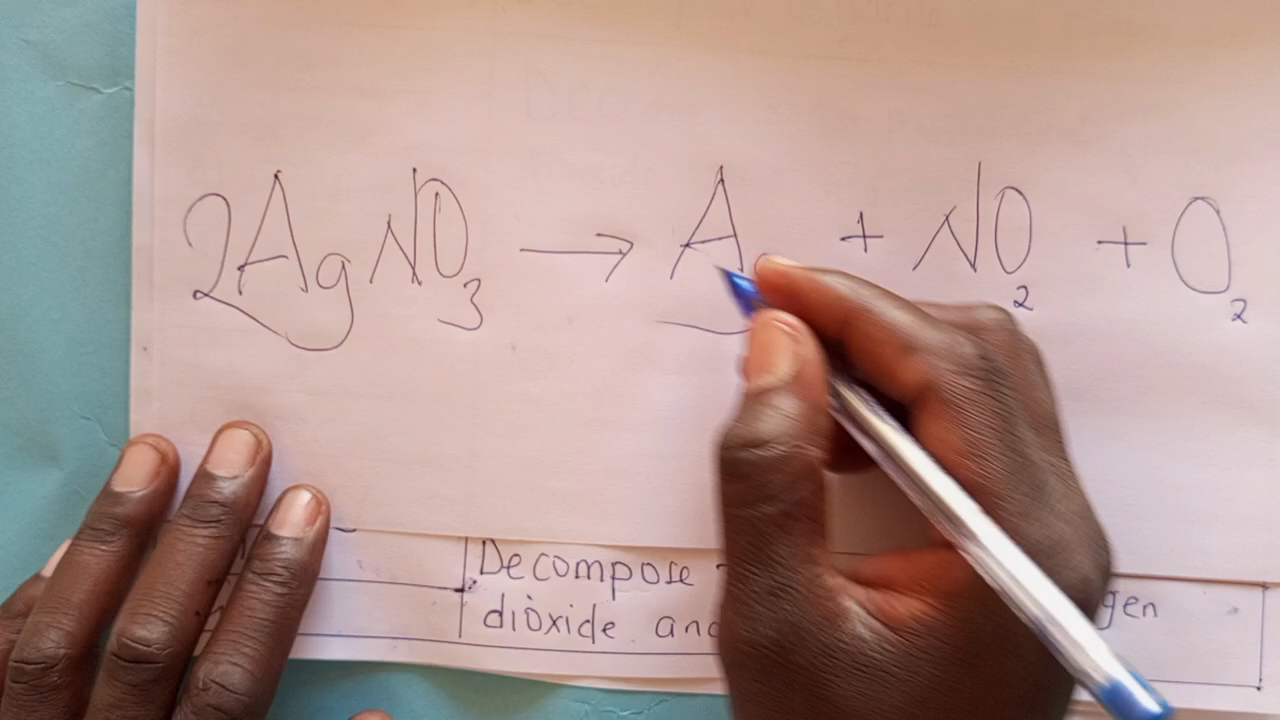 2AgNO₃ → A + NO₂ + O₂
Decompose gen
dioxide and